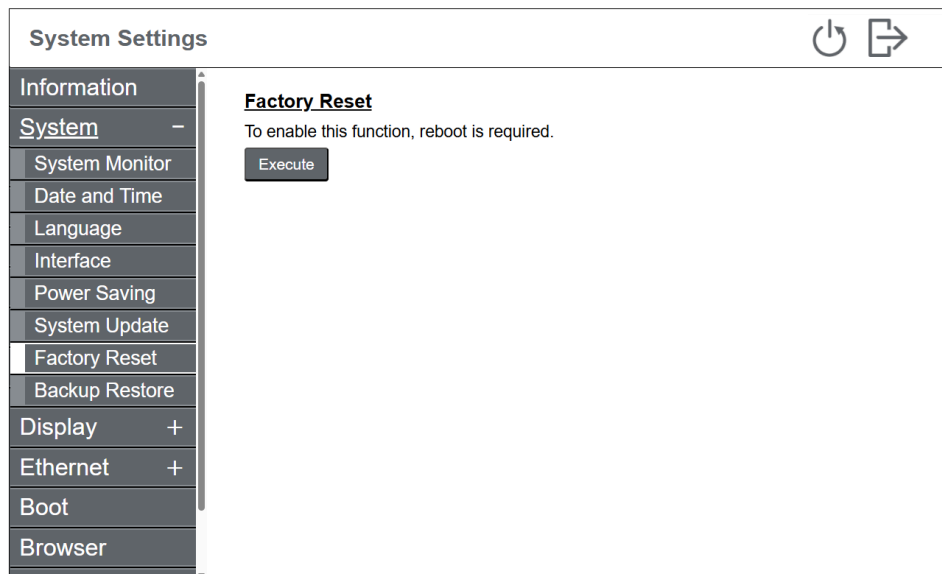 System Settings
Information
System −
System Monitor
Date and Time
Language
Interface
Power Saving
System Update
Factory Reset
Backup Restore
Display +
Ethernet +
Boot
Browser
Factory Reset
To enable this function, reboot is required.
Execute